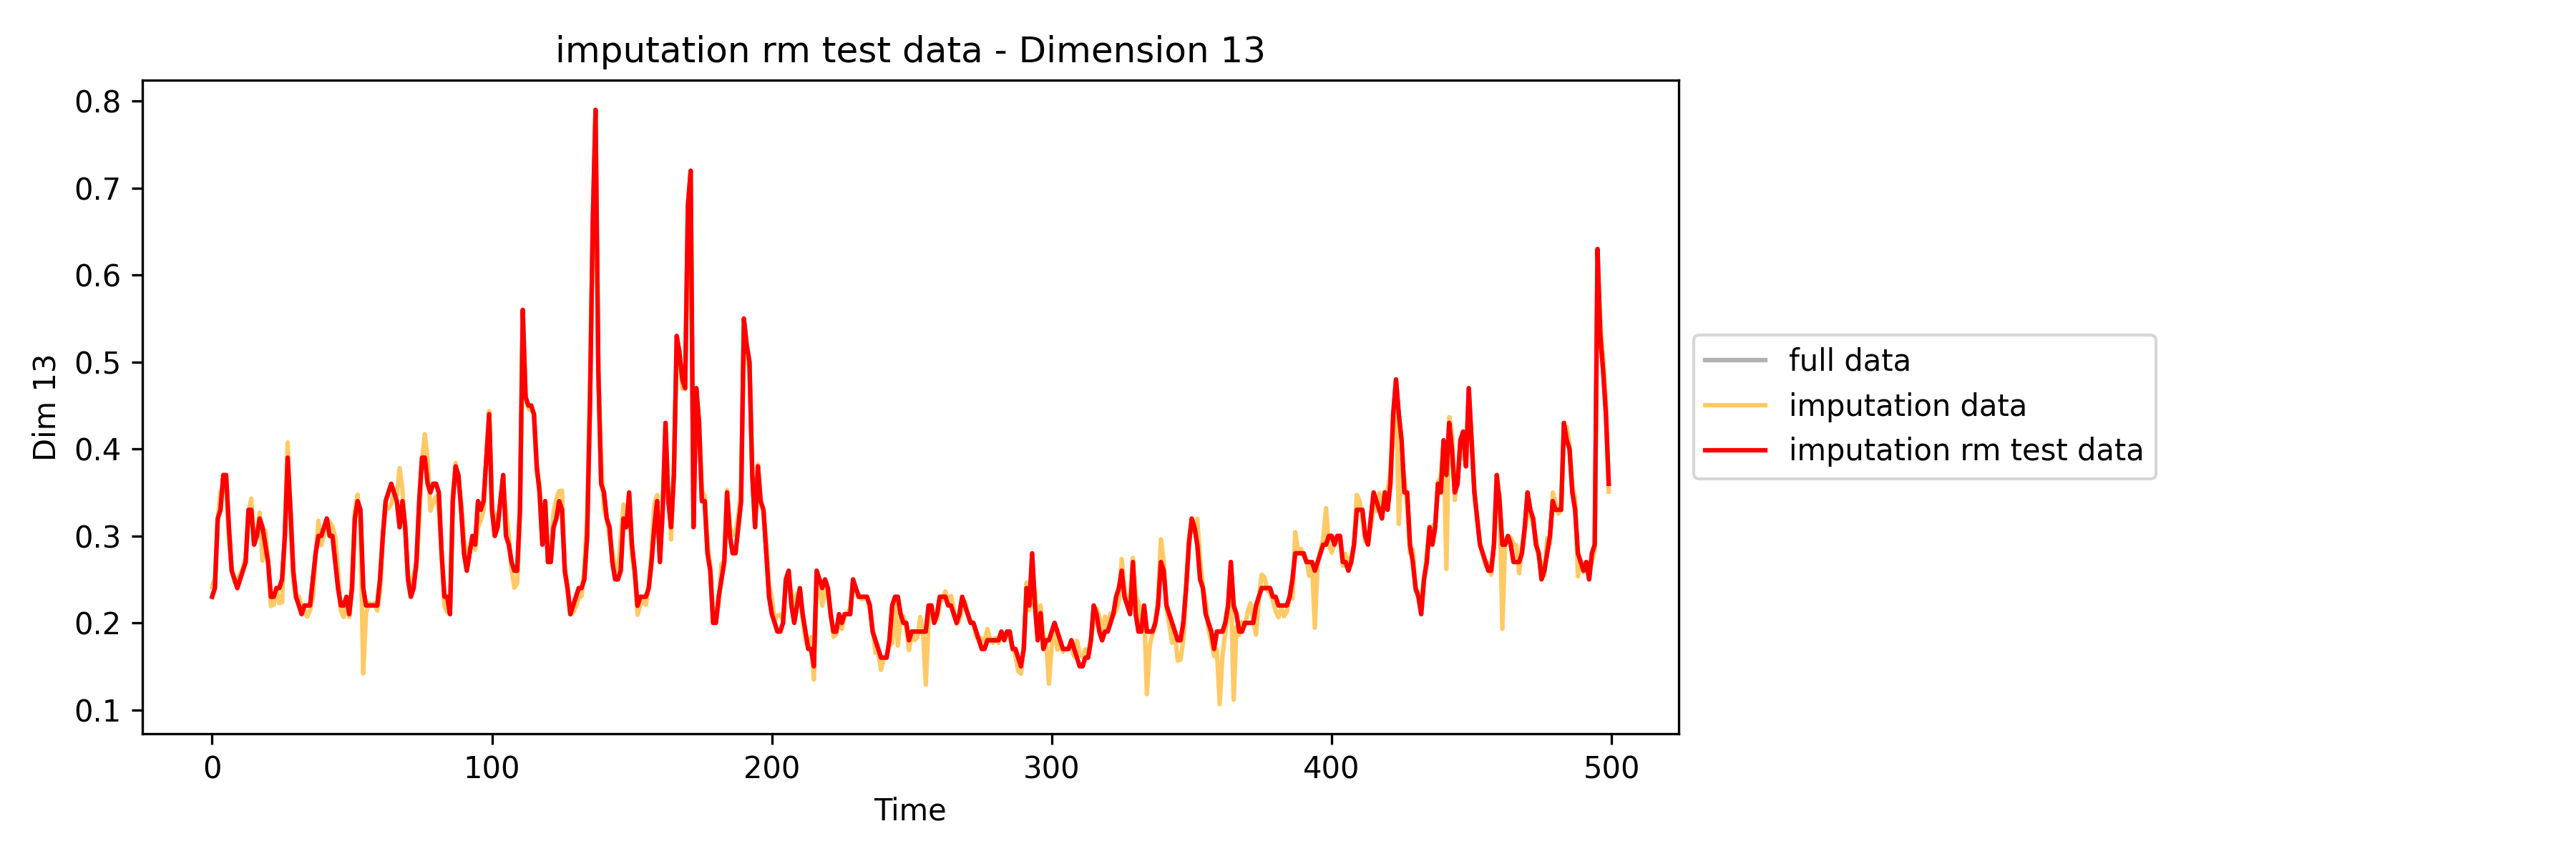 imputation rm test data - Dimension 13
0.8
0.7
0.6
0.5
0.4
0.3
0.2
0.1
Dim 13
0
100
200
300
400
500
Time
full data
imputation data
imputation rm test data